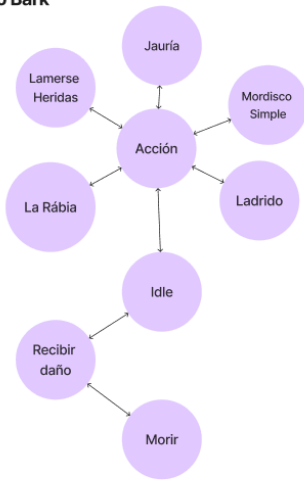 Bark
Jauría
Lamerse
Heridas
Mordisco
Simple
Acción
La Rábia
Ladrido
Idle
Recibir
daño
Morir